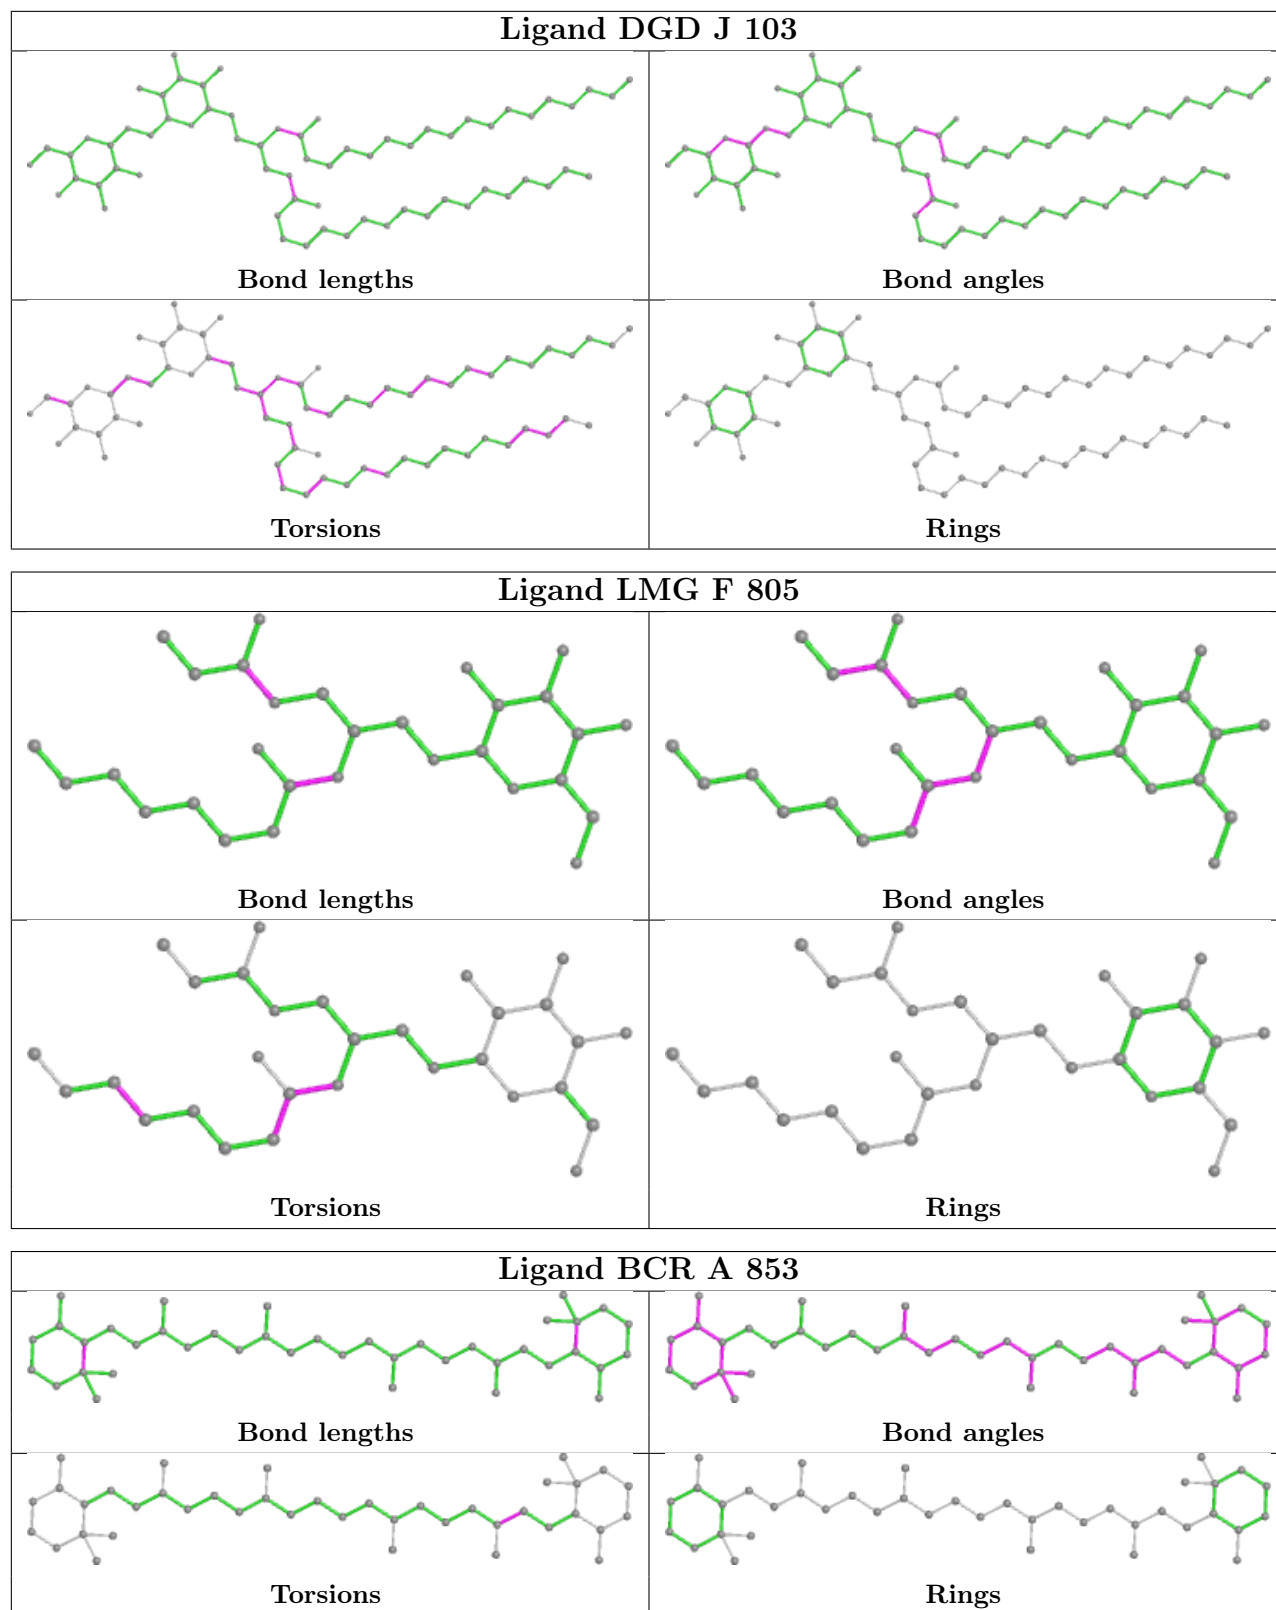 Ligand DGD J 103
Bond lengths
Bond angles
Torsions
Rings
Ligand LMG F 805
Bond lengths
Bond angles
Torsions
Rings
Ligand BCR A 853
Bond lengths
Bond angles
Torsions
Rings